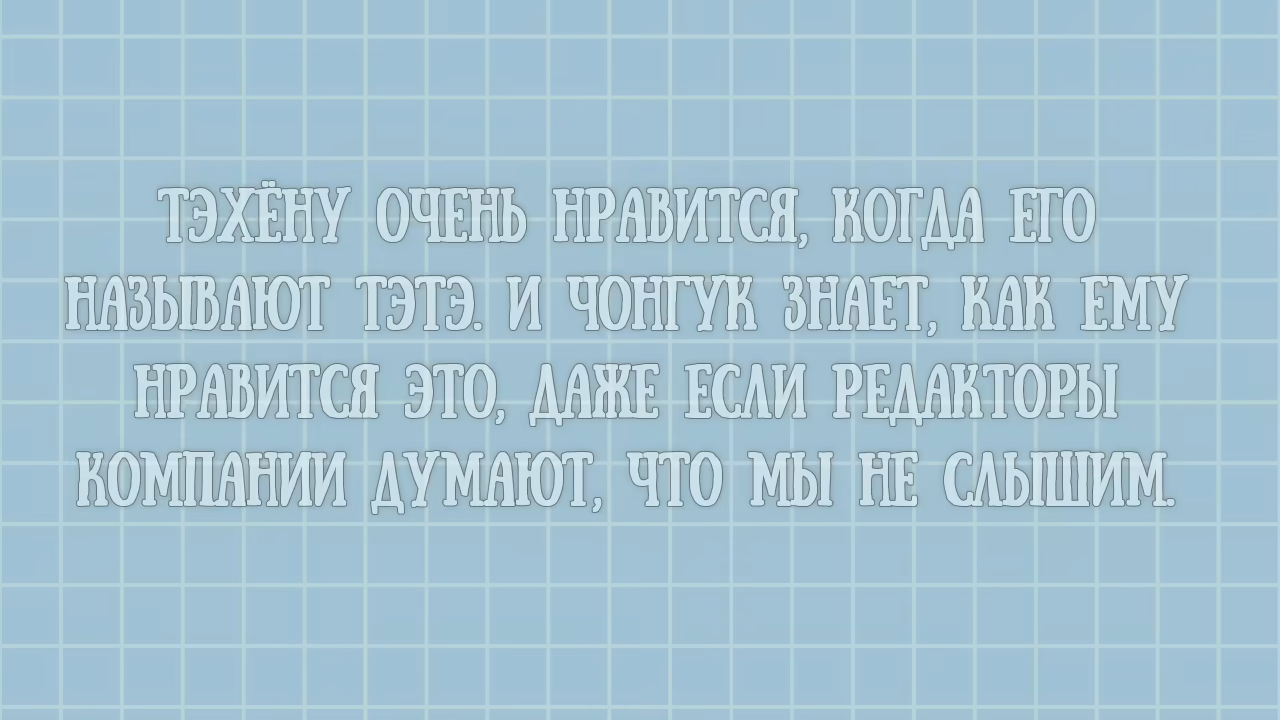 ТЭХЁНУ ОЧЕНЬ НРАВИТСЯ, КОГДА ЕГО
НАЗЫВАЮТ ТЭТЭ. И ЧОНГУК ЗНАЕТ, КАК ЕМУ
НРАВИТСЯ ЭТО, ДАЖЕ ЕСЛИ РЕДАКТОРЫ
КОМПАНИИ ДУМАЮТ, ЧТО МЫ НЕ СЛЫШИМ.